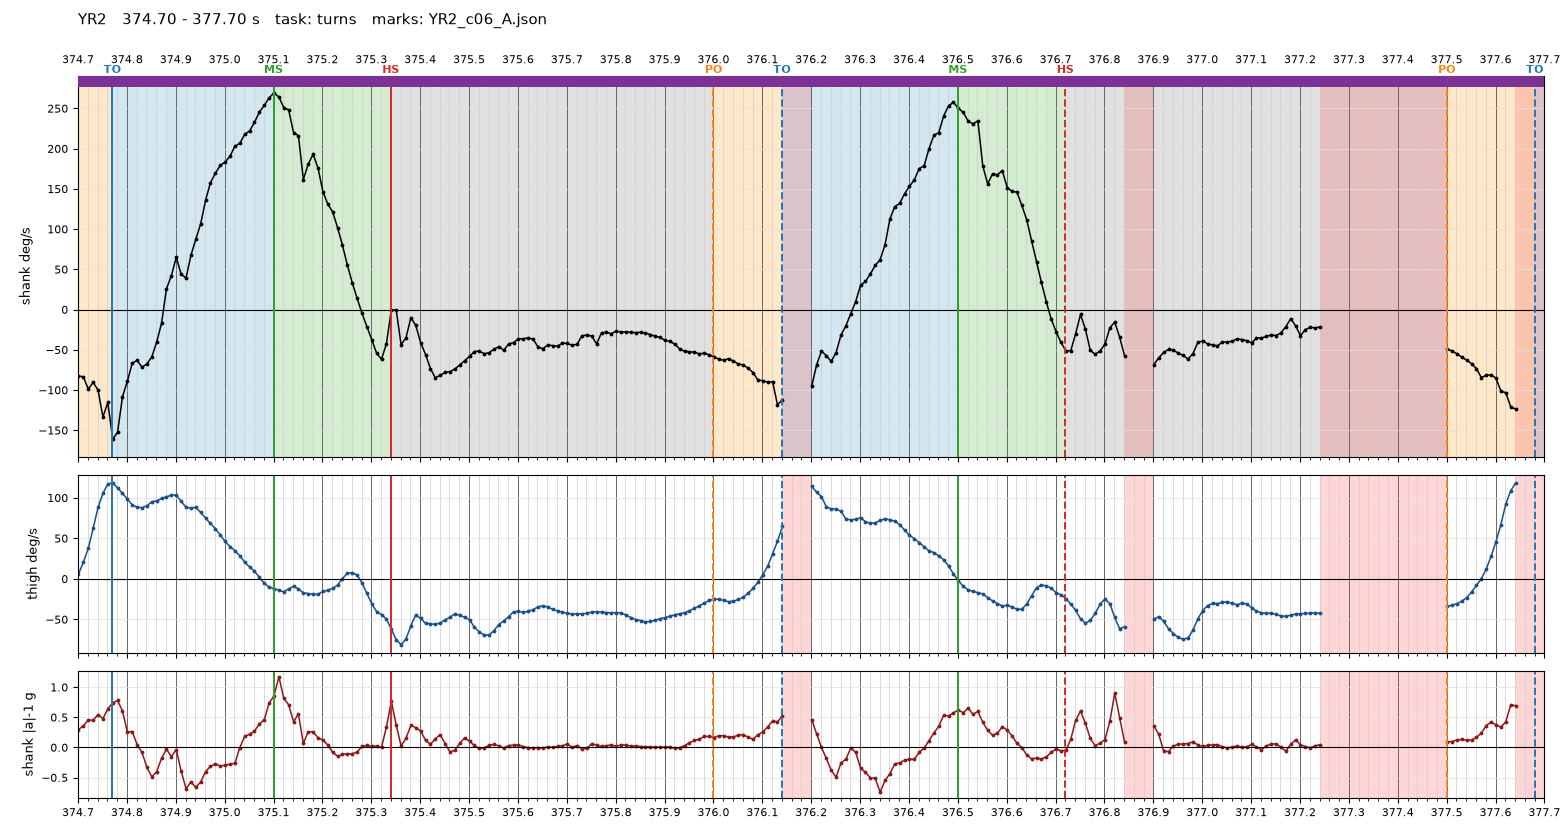 YR2   374.70 - 377.70 s   task: turns   marks: YR2_c06_A.json
374.7 374.8 374.9 375.0 375.1 375.2 375.3 375.4 375.5 375.6 375.7 375.8 375.9 376.0 376.1 376.2 376.3 376.4 376.5 376.6 376.7 376.8 376.9 377.0 377.1 377.2 377.3 377.4 377.5 377.6 377.7
TO MS HS PO TO MS HS PO TO
shank deg/s
250
200
150
100
50
0
−50
−100
−150
thigh deg/s
100
50
0
−50
shank |a|-1 g
1.0
0.5
0.0
−0.5
374.7 374.8 374.9 375.0 375.1 375.2 375.3 375.4 375.5 375.6 375.7 375.8 375.9 376.0 376.1 376.2 376.3 376.4 376.5 376.6 376.7 376.8 376.9 377.0 377.1 377.2 377.3 377.4 377.5 377.6 377.7